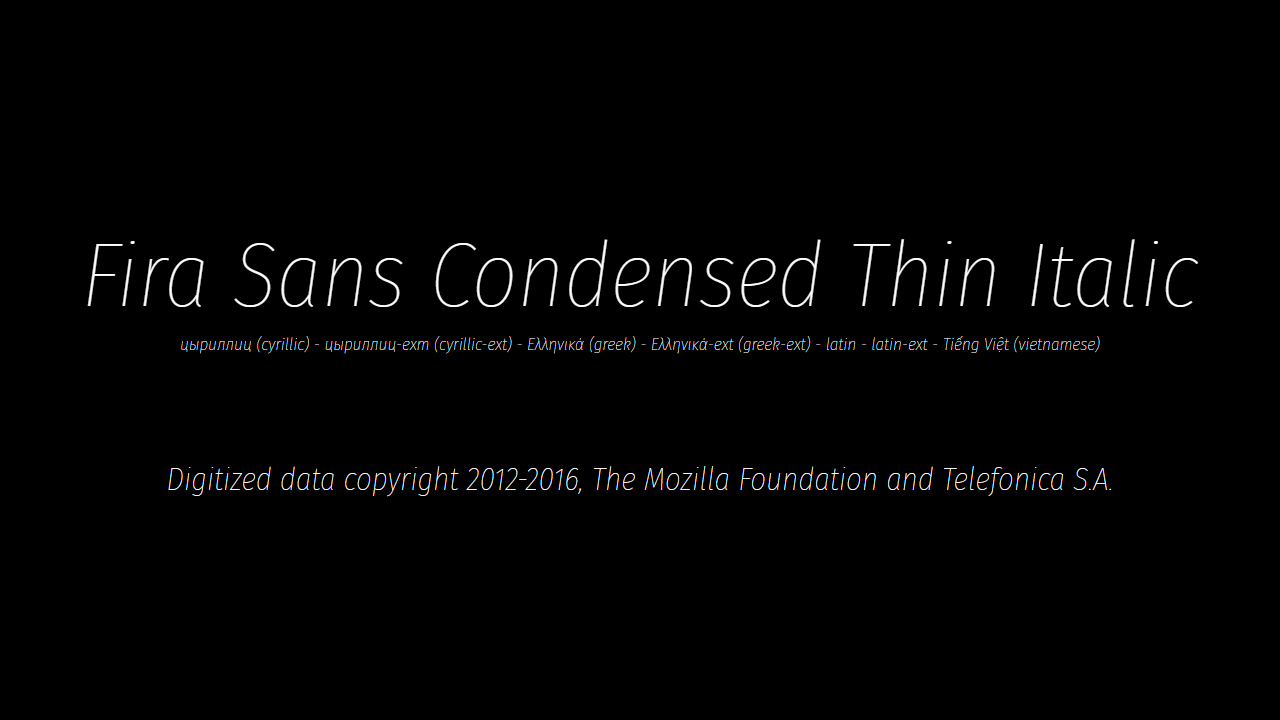 Fira Sans Condensed Thin Italic
цыриллиц (cyrillic) - цыриллиц-ext (cyrillic-ext) - Ελληνικά (greek) - Ελληνικά-ext (greek-ext) - latin - latin-ext - Tiếng Việt (vietnamese)
Digitized data copyright 2012-2016, The Mozilla Foundation and Telefonica S.A.